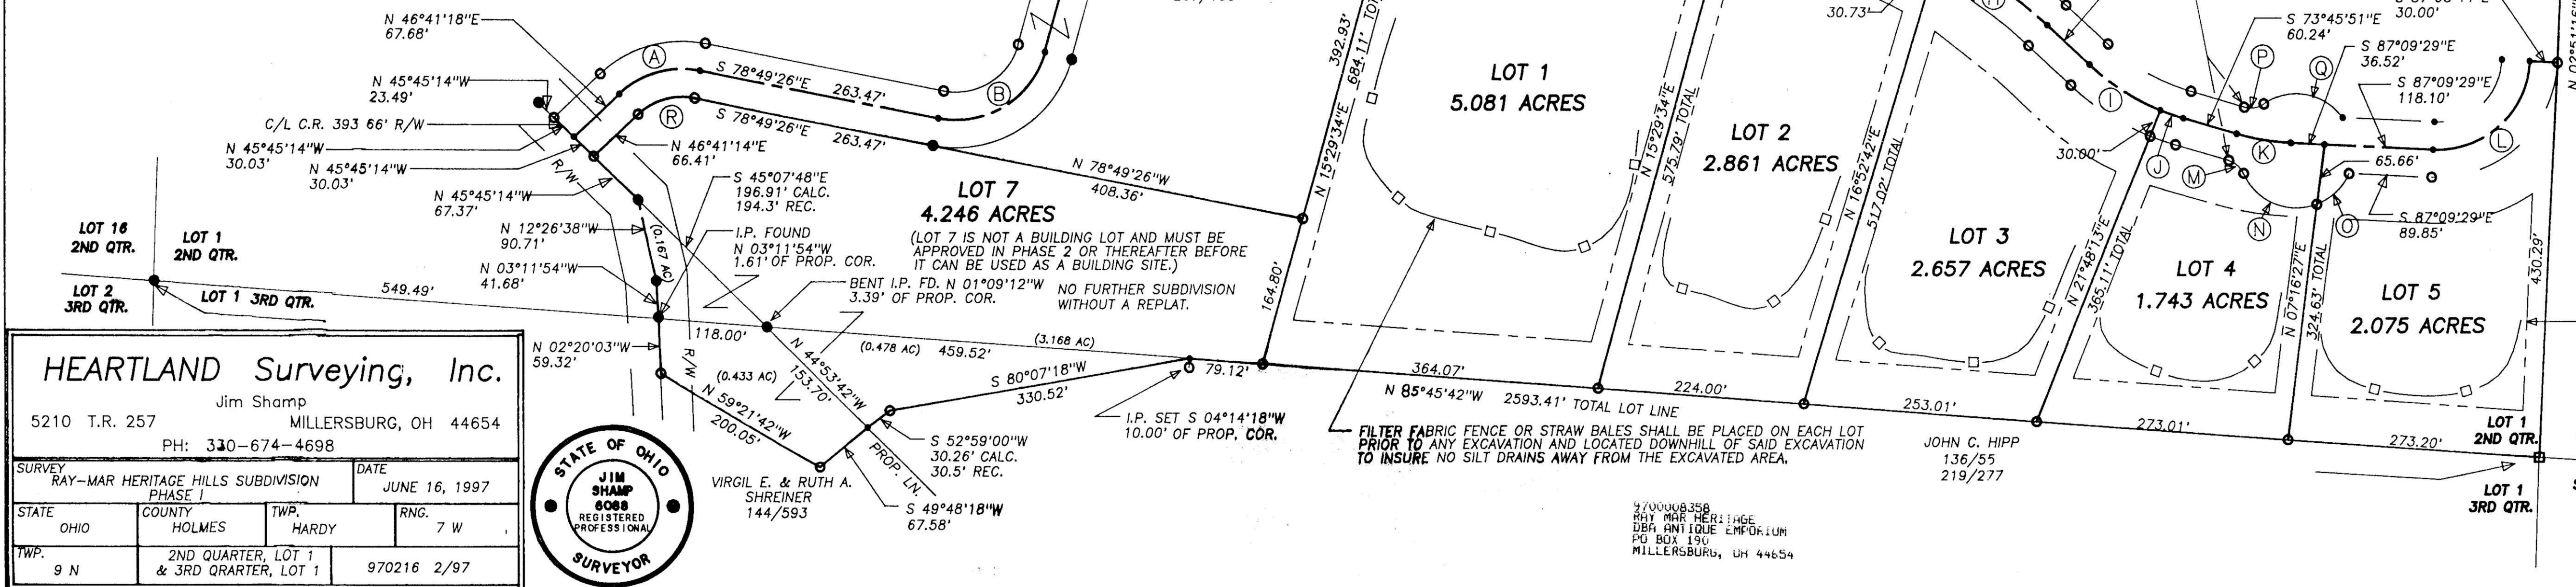 N 46°41'18"E
67.68'
N 45°45'14"W
23.49'
C/L C.R. 393 66' R/W
N 45°45'14"W
30.03'
N 45°45'14"W
30.03'
R/W
A
S 78°49'26"E 263.47'
B
R
S 78°49'26"E
263.47'
N 46°41'14"E
66.41'
S 45°07'48"E
196.91' CALC.
194.3' REC.
N 45°45'14"W
67.37'
N 12°26'38"W
90.71'
(0.167 AC)
N 03°11'54"W
41.68'
I.P. FOUND
N 03°11'54"W
1.61' OF PROP. COR.
LOT 7
4.246 ACRES
(LOT 7 IS NOT A BUILDING LOT AND MUST BE
APPROVED IN PHASE 2 OR THEREAFTER BEFORE
IT CAN BE USED AS A BUILDING SITE.)
BENT I.P. FD. N 01°09'12"W
3.39' OF PROP. COR.
NO FURTHER SUBDIVISION
WITHOUT A REPLAT.
N 78°49'26"W
408.36'
LOT 16
2ND QTR.
LOT 1
2ND QTR.
LOT 2
3RD QTR.
LOT 1 3RD QTR.
549.49'
118.00'
(0.478 AC) 459.52'
(3.168 AC)
N 02°20'03"W
59.32'
R/W
(0.433 AC)
N 44°53'42"W
153.70'
N 59°21'42"W
200.05'
S 80°07'18"W
330.52'
79.12'
S 52°59'00"W
30.26' CALC.
30.5' REC.
PROP. LN.
S 49°48'18"W
67.58'
VIRGIL E. & RUTH A.
SHREINER
144/593
I.P. SET S 04°14'18"W
10.00' OF PROP. COR.
392.93'
684.11'
N 15°29'34"E
164.80'
LOT 1
5.081 ACRES
N 15°29'34"E
575.79' TOTAL
LOT 2
2.861 ACRES
N 16°52'42"E
517.02' TOTAL
30.73'
LOT 3
2.657 ACRES
N 21°48'13"E
365.11' TOTAL
LOT 4
1.743 ACRES
N 07°16'27"E
324.63' TOTAL
LOT 5
2.075 ACRES
430.29'
I
30.00'
J
K
L
M
N
O
P
Q
S 73°45'51"E
60.24'
30.00'
S 87°09'29"E
36.52'
S 87°09'29"E
118.10'
65.66'
S 87°09'29"E
89.85'
364.07'
N 85°45'42"W 2593.41' TOTAL LOT LINE
224.00'
253.01'
273.01'
273.20'
LOT 1
2ND QTR.
LOT 1
3RD QTR.
FILTER FABRIC FENCE OR STRAW BALES SHALL BE PLACED ON EACH LOT
PRIOR TO ANY EXCAVATION AND LOCATED DOWNHILL OF SAID EXCAVATION
TO INSURE NO SILT DRAINS AWAY FROM THE EXCAVATED AREA.
JOHN C. HIPP
136/55
219/277
9700008358
RAY MAR HERITAGE
DBA ANTIQUE EMPORIUM
PO BOX 190
MILLERSBURG, OH 44654
HEARTLAND Surveying, Inc.
Jim Shamp
5210 T.R. 257 MILLERSBURG, OH 44654
PH: 330-674-4698
SURVEY
RAY-MAR HERITAGE HILLS SUBDIVISION
PHASE I
DATE
JUNE 16, 1997
STATE
OHIO
COUNTY
HOLMES
TWP.
HARDY
RNG.
7 W
TWP.
9 N
2ND QUARTER, LOT 1
& 3RD QRARTER, LOT 1
970216 2/97
STATE OF OHIO
JIM
SHAMP
6088
REGISTERED
PROFESSIONAL
SURVEYOR